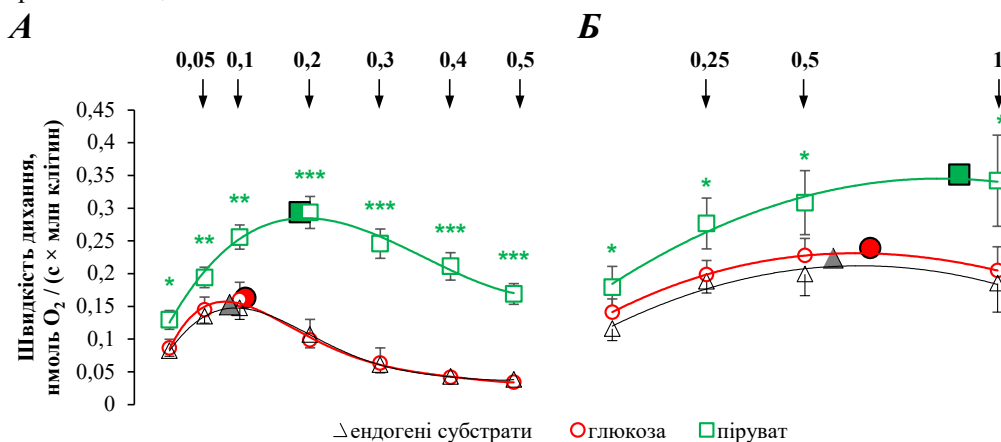 А Б
0,05 0,1 0,2 0,3 0,4 0,5 0,25 0,5 1
Швидкість дихання,
нмоль O₂ / (с × млн клітин)
0,45
0,4
0,35
0,3
0,25
0,2
0,15
0,1
0,05
0
* ** ** *** *** *** ***
* * * *
ендогені субстрати глюкоза піруват